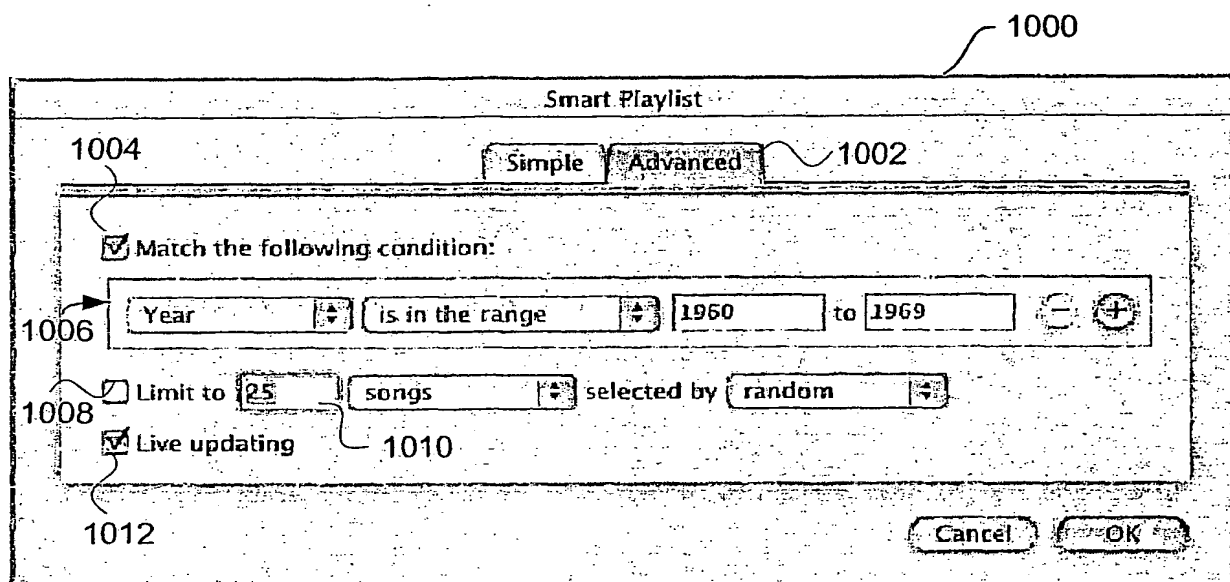 1000
Smart Playlist
1004
Simple Advanced 1002
Match the following condition:
1006 Year is in the range 1960 to 1969 − +
1008 Limit to 25 songs selected by random
Live updating 1010
1012
Cancel OK